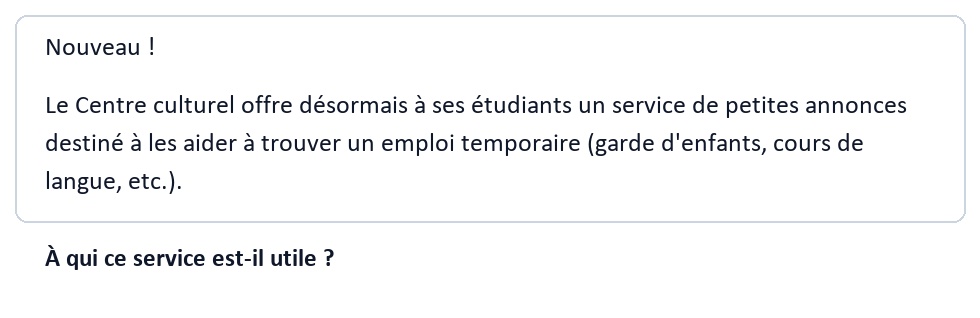 Nouveau !
Le Centre culturel offre désormais à ses étudiants un service de petites annonces
destiné à les aider à trouver un emploi temporaire (garde d'enfants, cours de
langue, etc.).
À qui ce service est-il utile ?